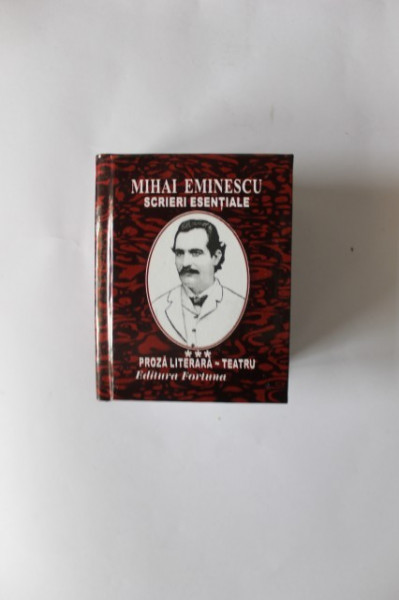 MIHAI EMINESCU
SCRIERI ESENȚIALE
***
PROZĂ LITERARĂ - TEATRU
Editura Fortuna